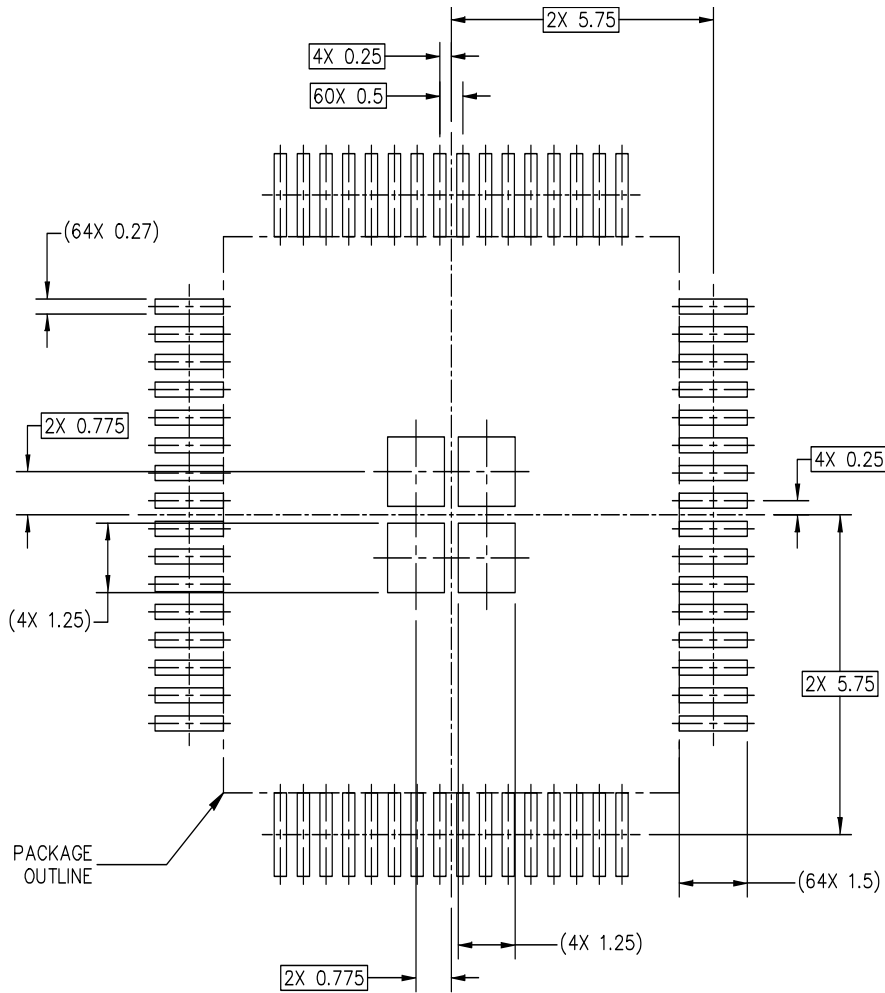 2X 5.75
4X 0.25
60X 0.5
(64X 0.27)
2X 0.775
4X 0.25
(4X 1.25)
2X 5.75
PACKAGE
OUTLINE
(64X 1.5)
(4X 1.25)
2X 0.775